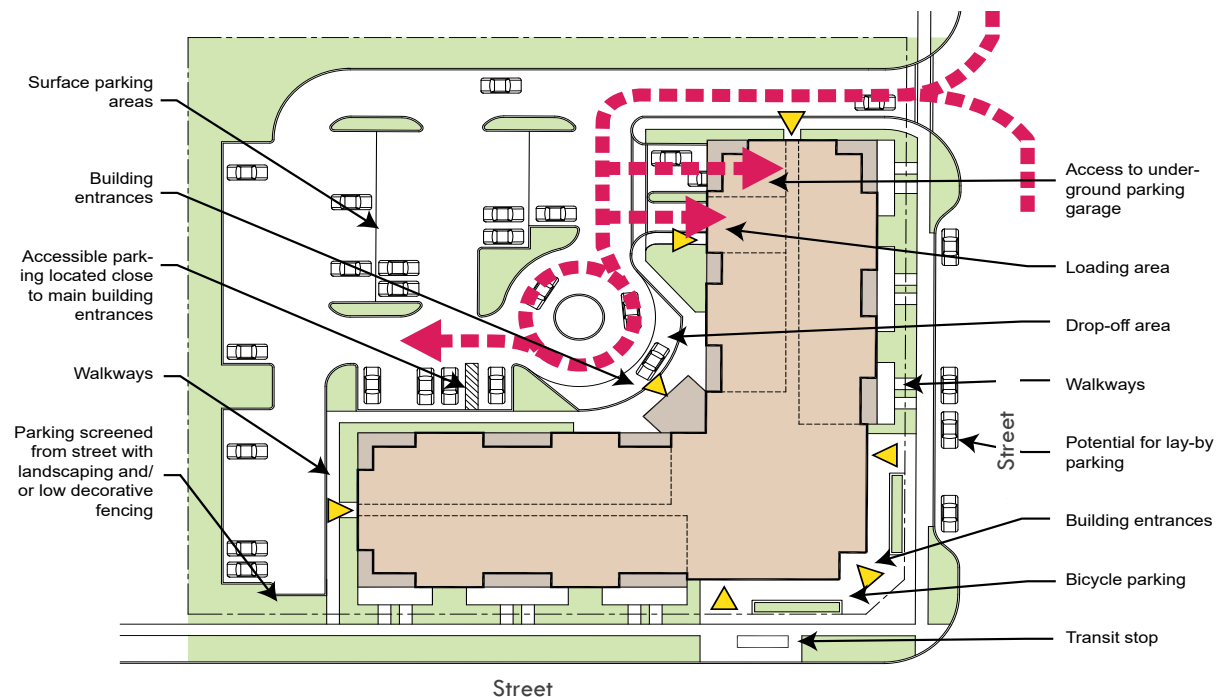 Surface parking
areas
Building
entrances
Accessible park-
ing located close
to main building
entrances
Walkways
Parking screened
from street with
landscaping and/
or low decorative
fencing
Access to under-
ground parking
garage
Loading area
Drop-off area
Walkways
Street
Potential for lay-by
parking
Building entrances
Bicycle parking
Transit stop
Street